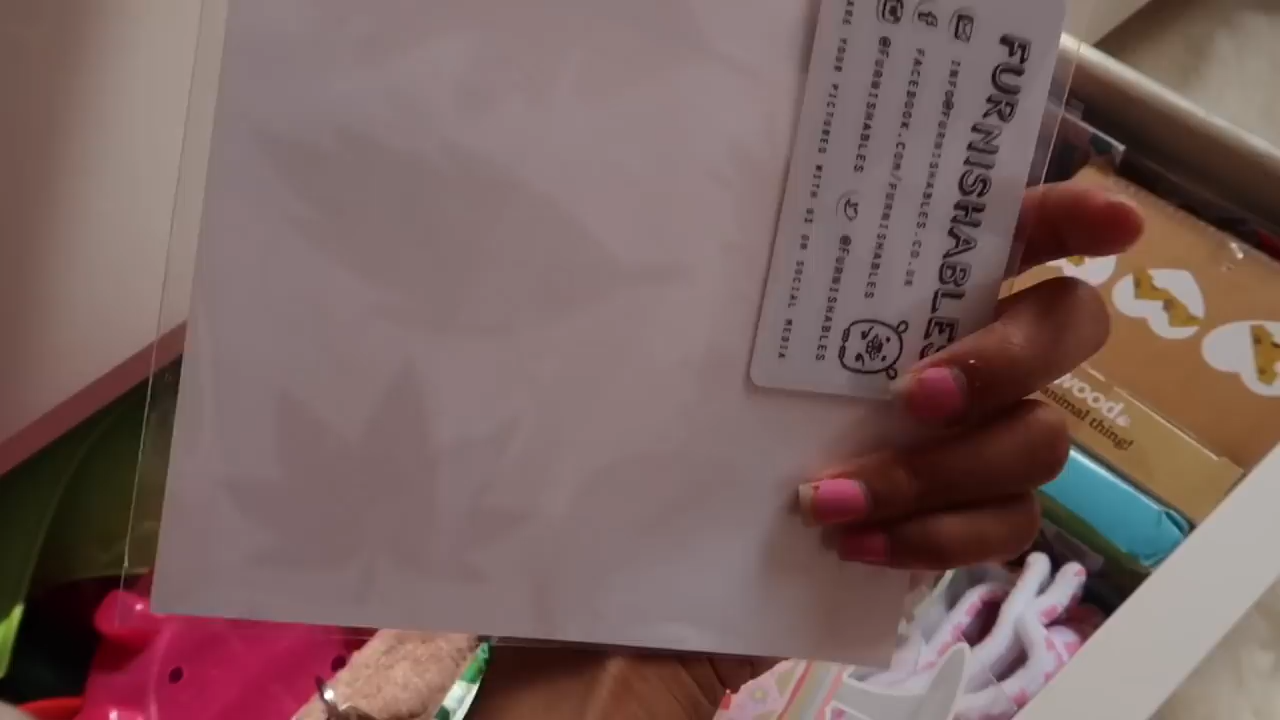 FURNISHABLES
INFO@FURNISHABLES.CO.UK
FACEBOOK.COM/FURNISHABLES
@FURNISHABLES @FURNISHABLES
YOUR PICTURES WITH US ON SOCIAL MEDIA
wood
animal thing!